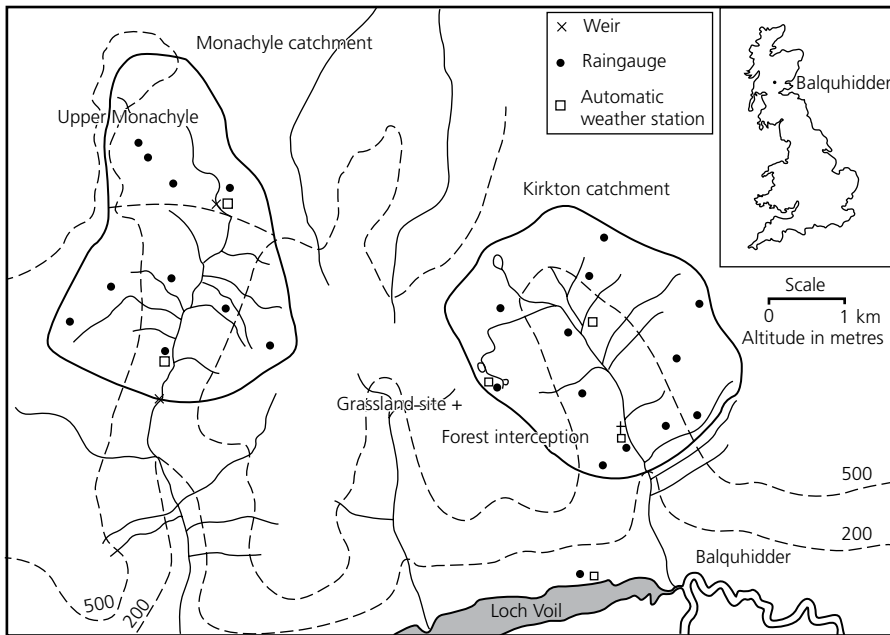 Monachyle catchment
Upper Monachyle
Weir
Raingauge
Automatic
weather station
Balquhidder
Kirkton catchment
Scale
0 1 km
Altitude in metres
Grassland site +
Forest interception
500
200
Balquhidder
500
200
Loch Voil